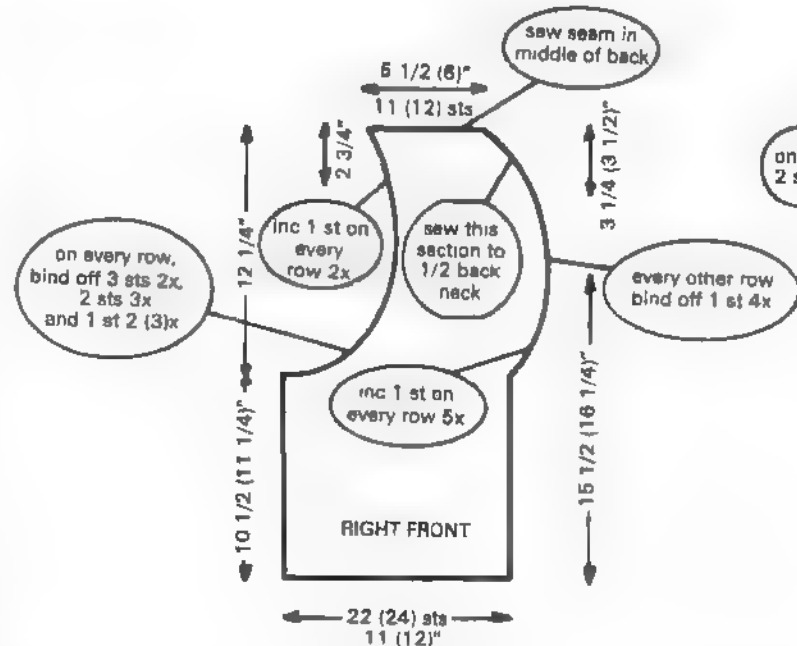 sew seam in
middle of back
5 1/2 (6)"
11 (12) sts
2 3/4"
3 1/4 (3 1/2)"
on
2 s
12 1/4"
inc 1 st on
every
row 2x
sew this
section to
1/2 back
neck
on every row,
bind off 3 sts 2x,
2 sts 3x
and 1 st 2 (3)x
every other row
bind off 1 st 4x
inc 1 st on
every row 5x
10 1/2 (11 1/4)"
15 1/2 (16 1/4)"
RIGHT FRONT
22 (24) sts
11 (12)"